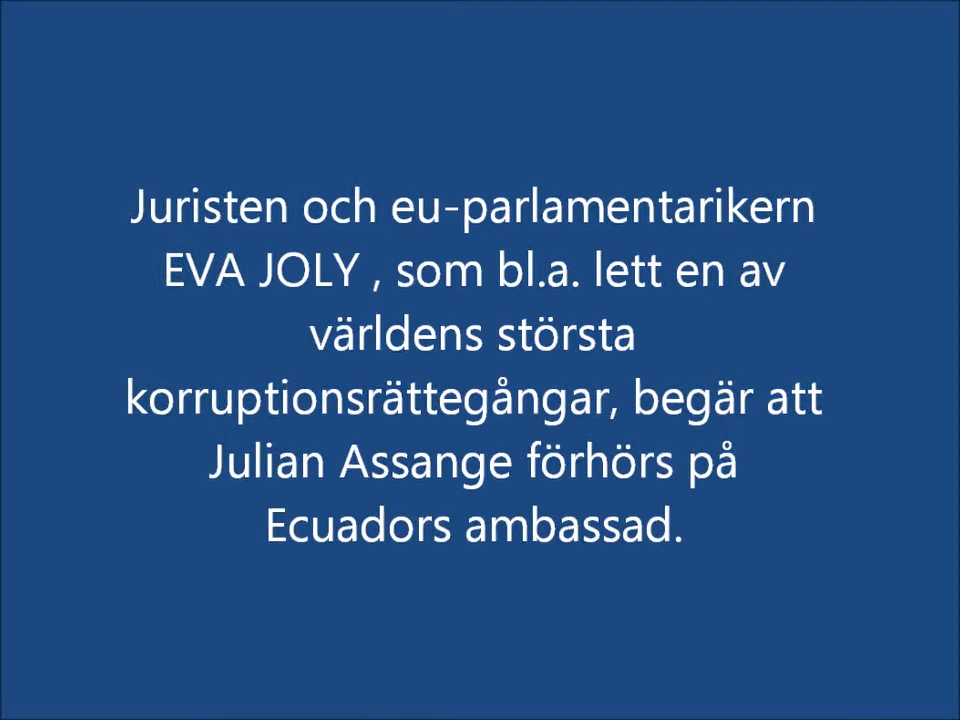 Juristen och eu-parlamentarikern
EVA JOLY , som bl.a. lett en av
världens största
korruptionsrättegångar, begär att
Julian Assange förhörs på
Ecuadors ambassad.